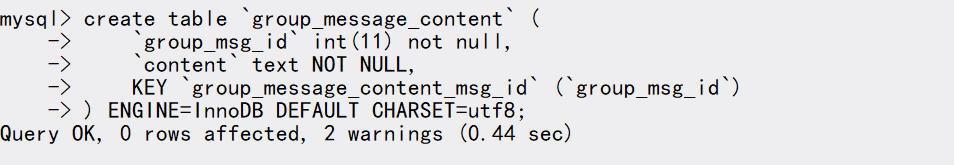 mysql> create table `group_message_content` (
    ->     `group_msg_id` int(11) not null,
    ->     `content` text NOT NULL,
    ->     KEY `group_message_content_msg_id` (`group_msg_id`)
    -> ) ENGINE=InnoDB DEFAULT CHARSET=utf8;
Query OK, 0 rows affected, 2 warnings (0.44 sec)